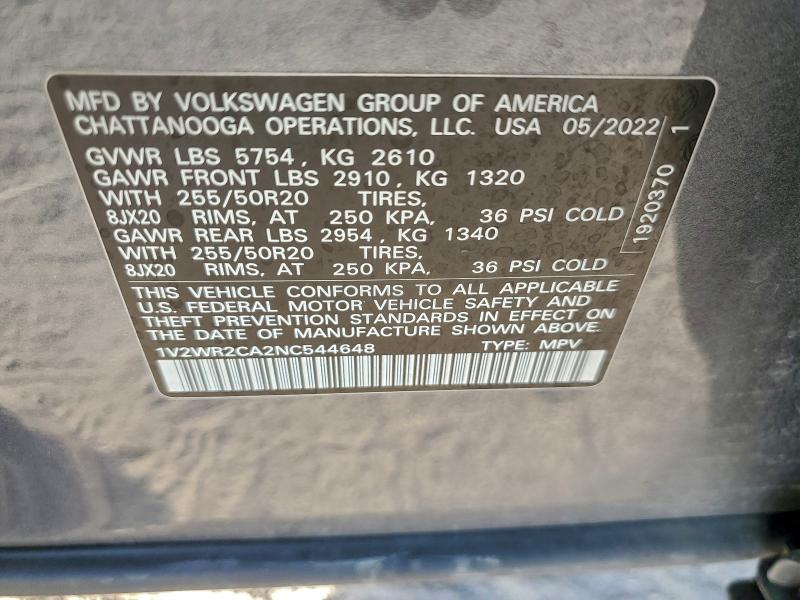 MFD BY VOLKSWAGEN GROUP OF AMERICA
CHATTANOOGA OPERATIONS, LLC. USA 05/2022
GVWR LBS 5754, KG 2610
GAWR FRONT LBS 2910, KG 1320
WITH 255/50R20 TIRES,
8JX20 RIMS, AT 250 KPA, 36 PSI COLD
GAWR REAR LBS 2954, KG 1340
WITH 255/50R20 TIRES,
8JX20 RIMS, AT 250 KPA, 36 PSI COLD
THIS VEHICLE CONFORMS TO ALL APPLICABLE
U.S. FEDERAL MOTOR VEHICLE SAFETY AND
THEFT PREVENTION STANDARDS IN EFFECT ON
THE DATE OF MANUFACTURE SHOWN ABOVE.
1V2WR2CA2NC544648 TYPE: MPV
1920370 1